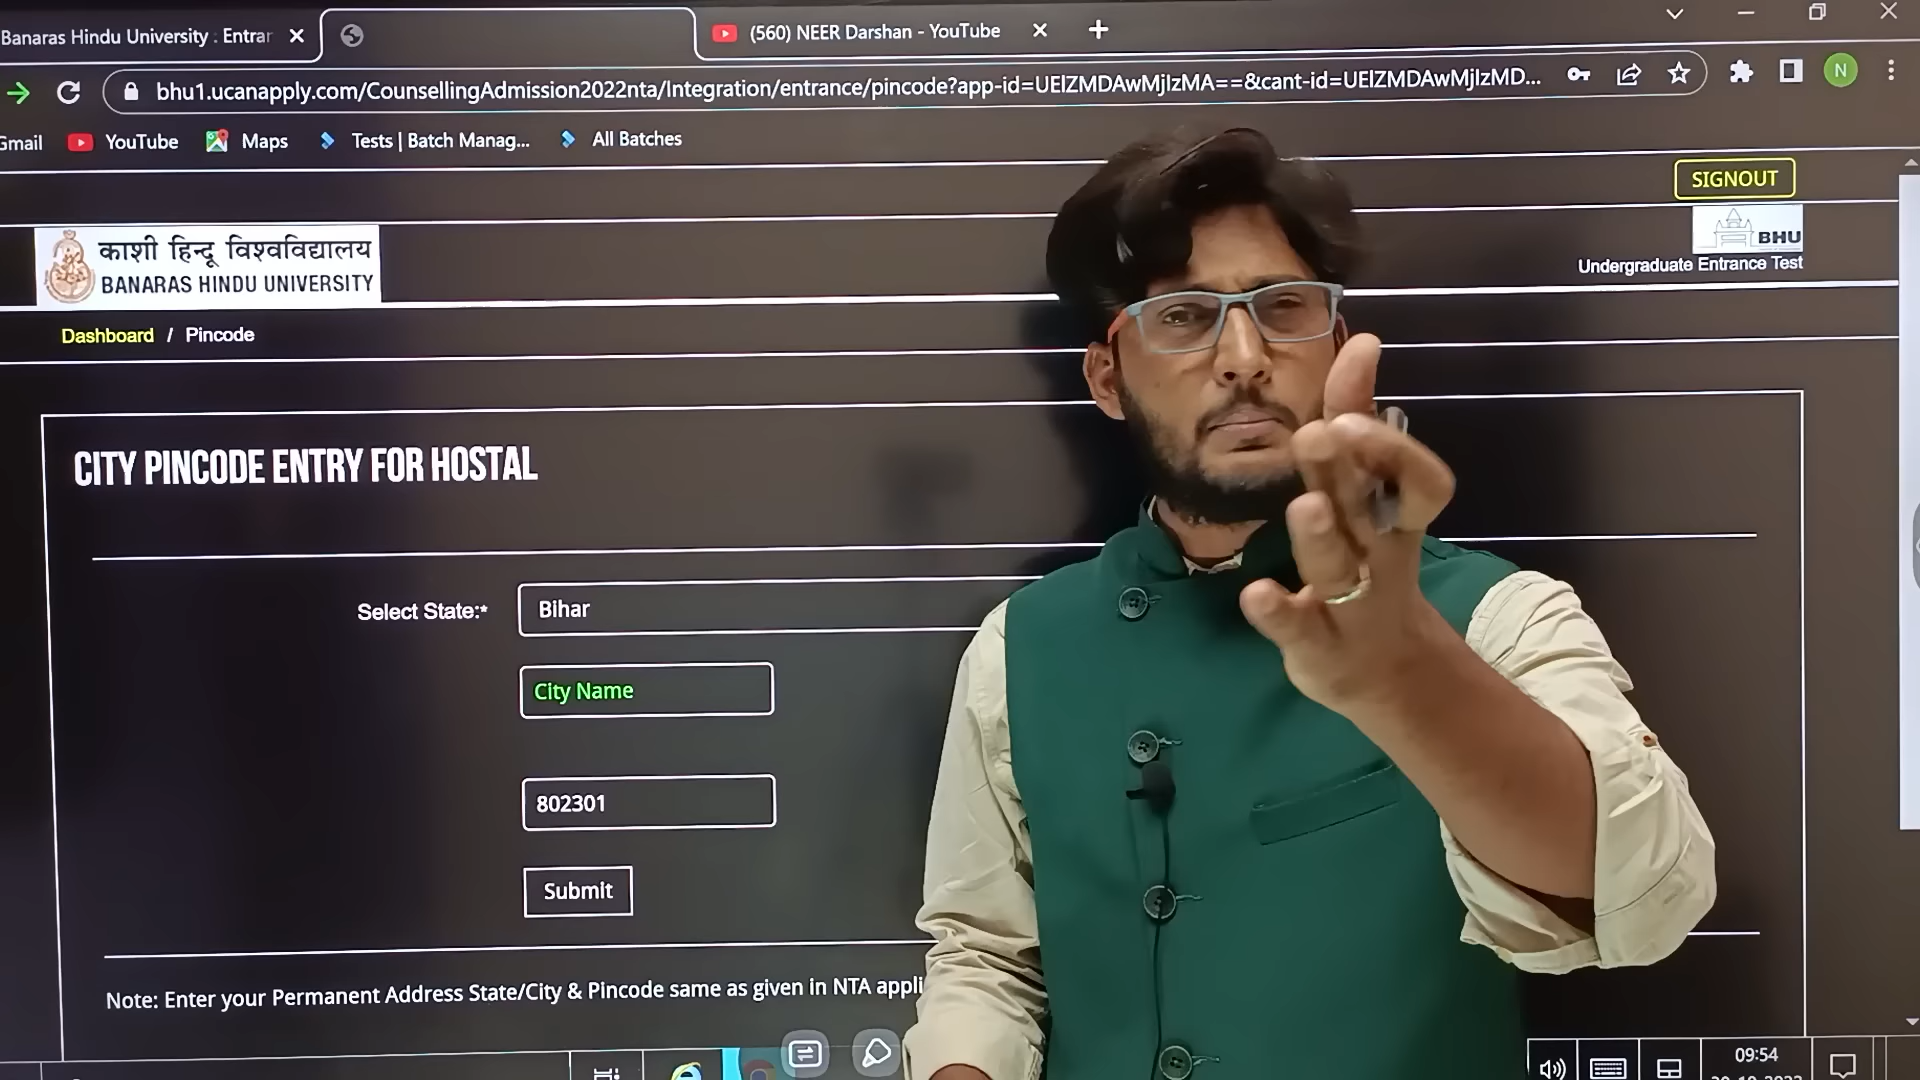 Banaras Hindu University : Entrar
(560) NEER Darshan - YouTube
bhu1.ucanapply.com/CounsellingAdmission2022nta/Integration/entrance/pincode?app-id=UElZMDAwMjIzMA==&cant-id=UElZMDAwMjIzMD...
N
Gmail
YouTube
Maps
Tests | Batch Manag...
All Batches
SIGNOUT
काशी हिन्दू विश्वविद्यालय
BANARAS HINDU UNIVERSITY
BHU
Undergraduate Entrance Test
Dashboard / Pincode
CITY PINCODE ENTRY FOR HOSTAL
Select State:* Bihar
City Name
802301
Submit
Note: Enter your Permanent Address State/City & Pincode same as given in NTA appli
09:54